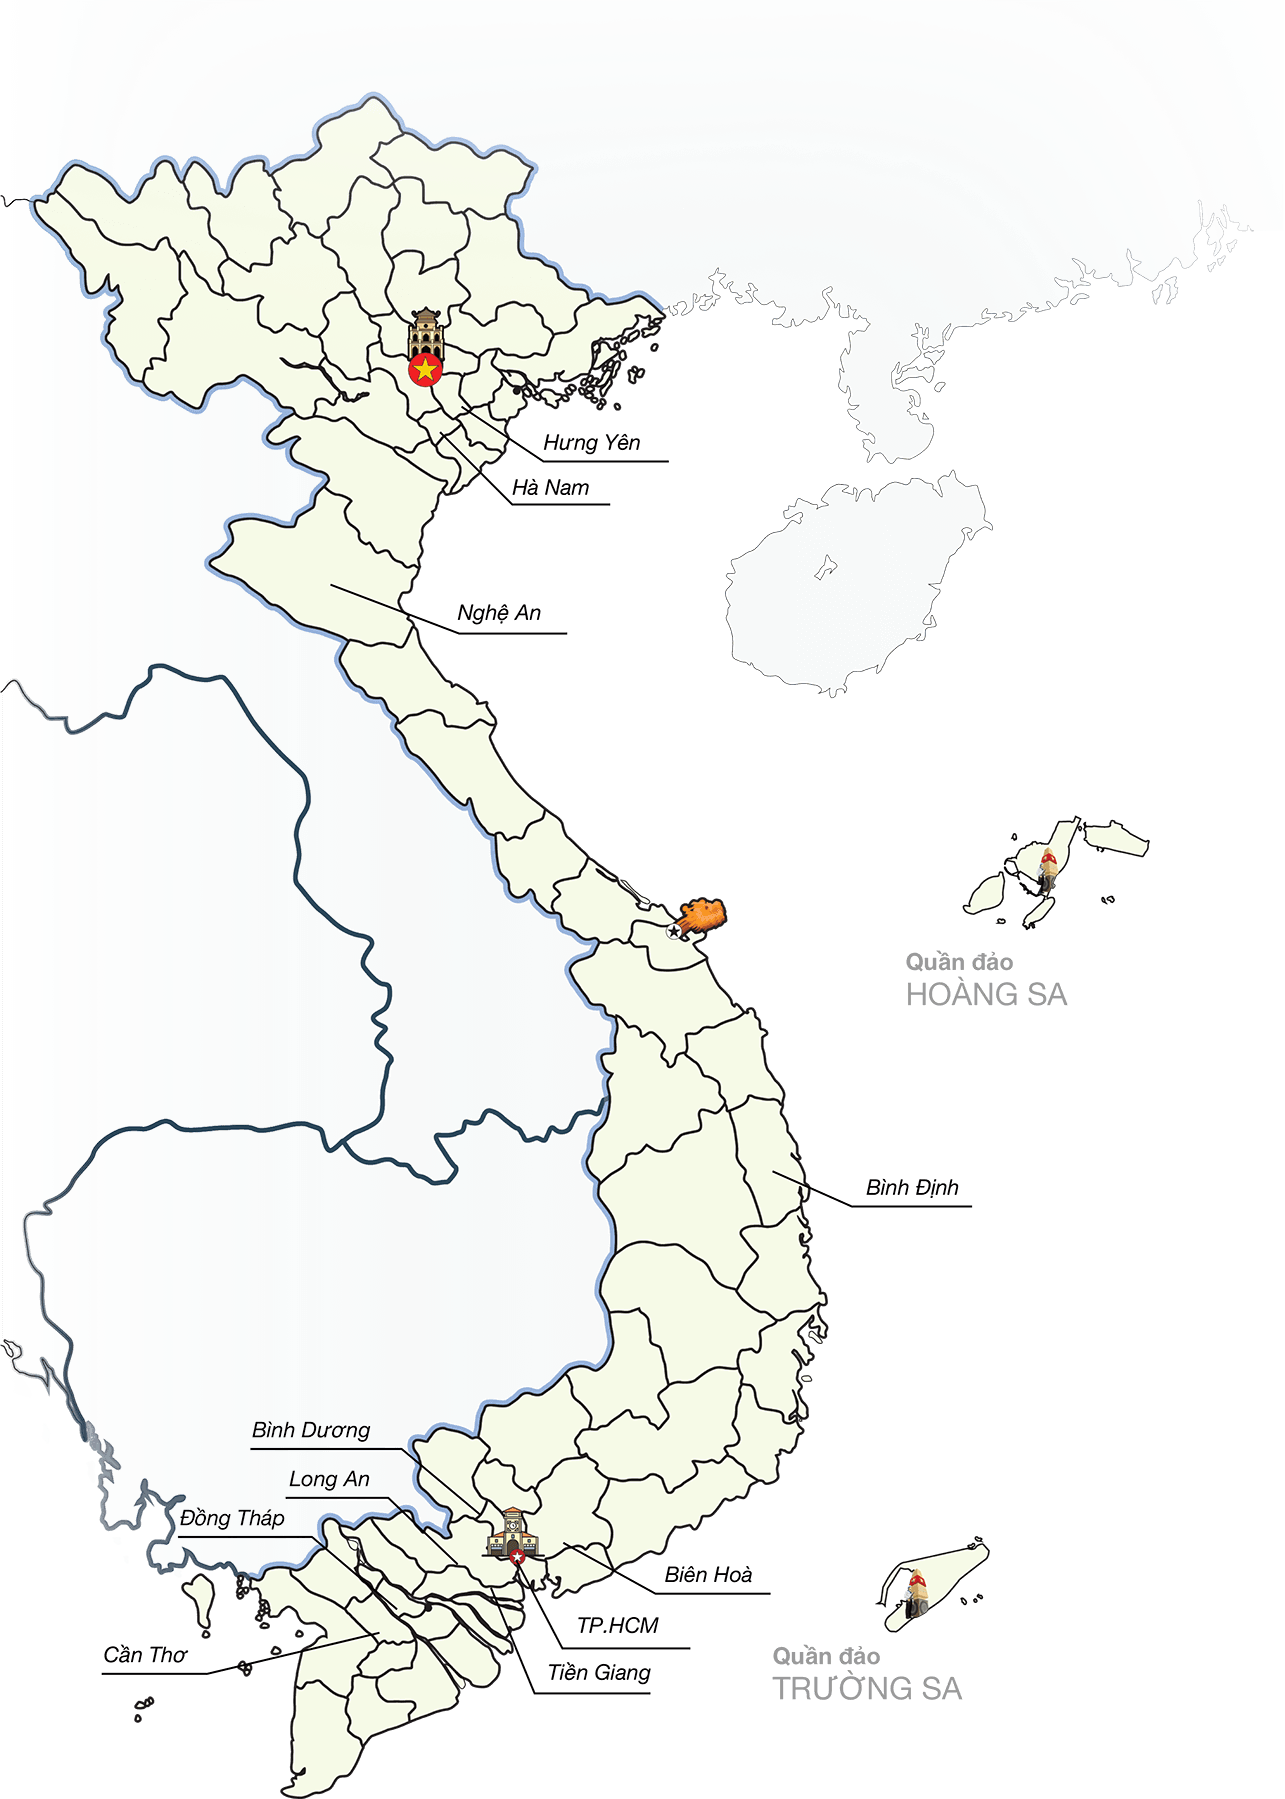 Hưng Yên
Hà Nam
Nghệ An
Quần đảo
HOÀNG SA
Bình Định
Bình Dương
Long An
Đồng Tháp
Biên Hoà
TP.HCM
Cần Thơ
Tiền Giang
Quần đảo
TRƯỜNG SA